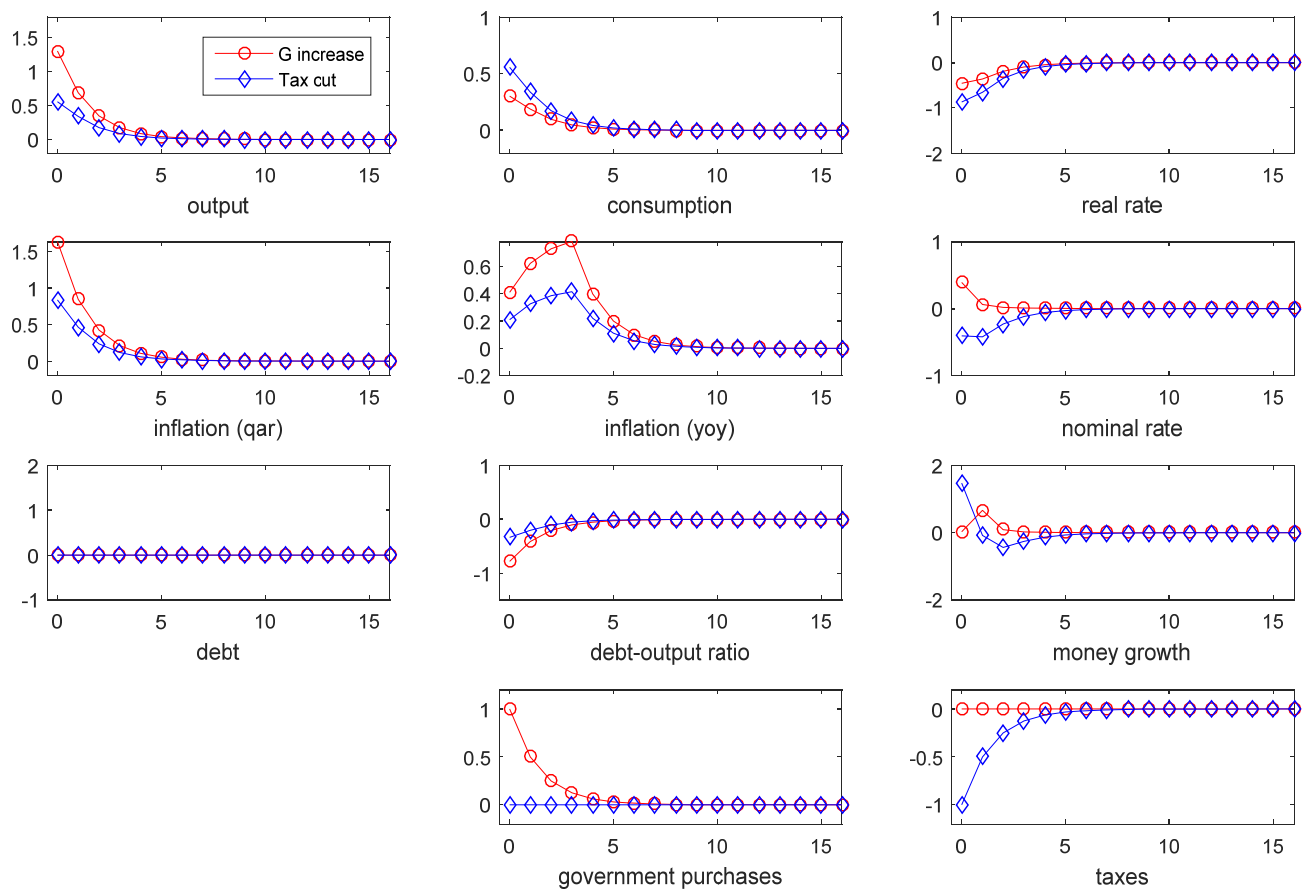 1.5
1
0.5
0
0 5 10 15
output
G increase
Tax cut
1
0.5
0
0 5 10 15
consumption
1
0
-1
-2
0 5 10 15
real rate
1.5
1
0.5
0
0 5 10 15
inflation (qar)
0.6
0.4
0.2
0
-0.2
0 5 10 15
inflation (yoy)
1
0
-1
0 5 10 15
nominal rate
2
1
0
-1
0 5 10 15
debt
1
0
-1
0 5 10 15
debt-output ratio
2
0
2
0 5 10 15
money growth
1
0.5
0
0 5 10 15
government purchases
0
-0.5
-1
0 5 10 15
taxes